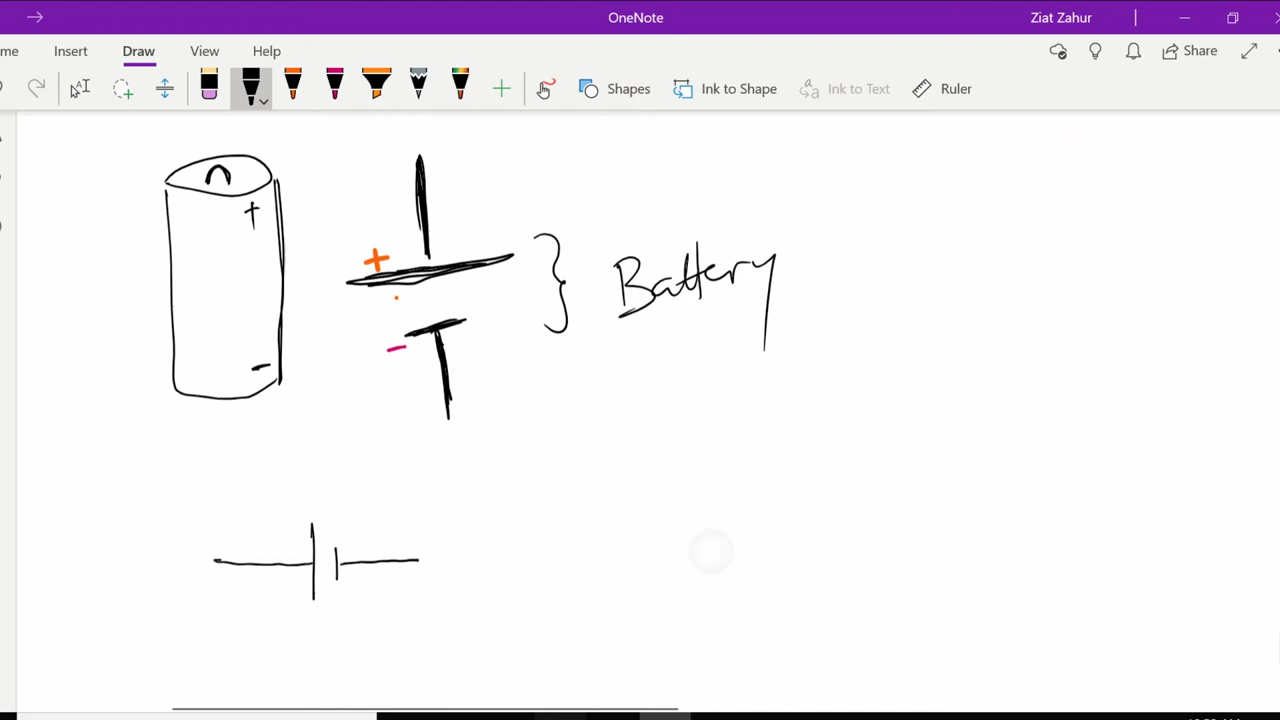 OneNote
Ziat Zahur
me Insert Draw View Help
Share
Shapes
Ink to Shape
Ink to Text
Ruler
+
-
+
-
Battery